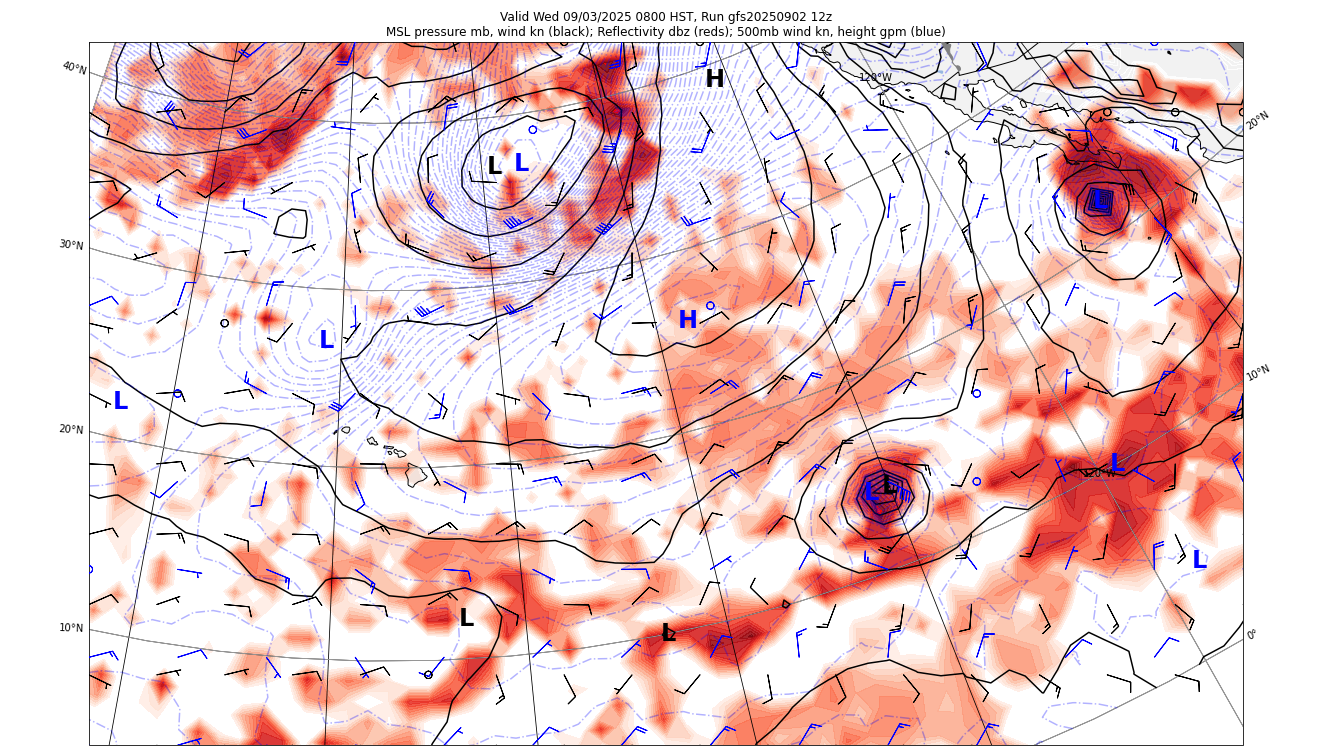 Valid Wed 09/03/2025 0800 HST, Run gfs20250902 12z
MSL pressure mb, wind kn (black); Reflectivity dbz (reds); 500mb wind kn, height gpm (blue)
40°N
120°W
H
20°N
L L
L
30°N
H
L
10°N
L
20°N
L
120°W
L L
L
10°N
L
L
0°